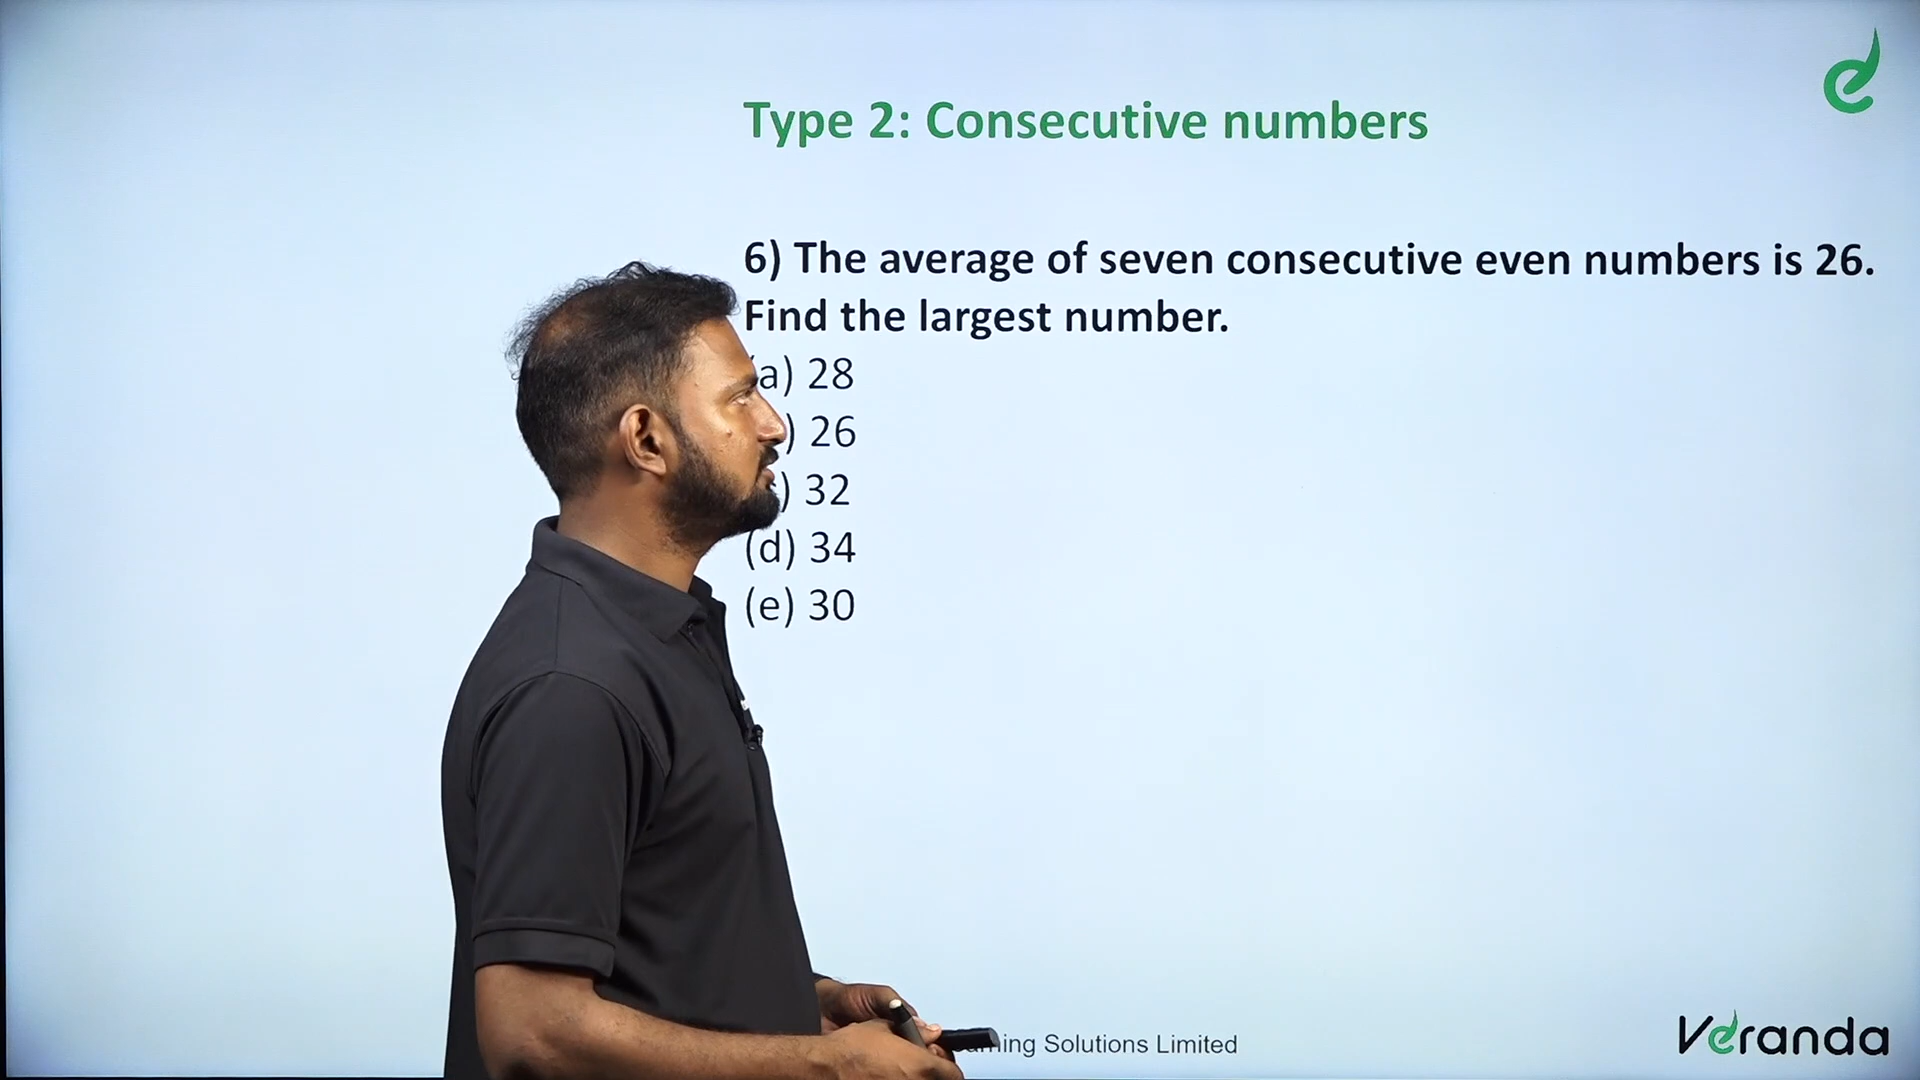 Type 2: Consecutive numbers
6) The average of seven consecutive even numbers is 26.
Find the largest number.
a) 28
) 26
) 32
(d) 34
(e) 30
Solutions Limited
Veranda